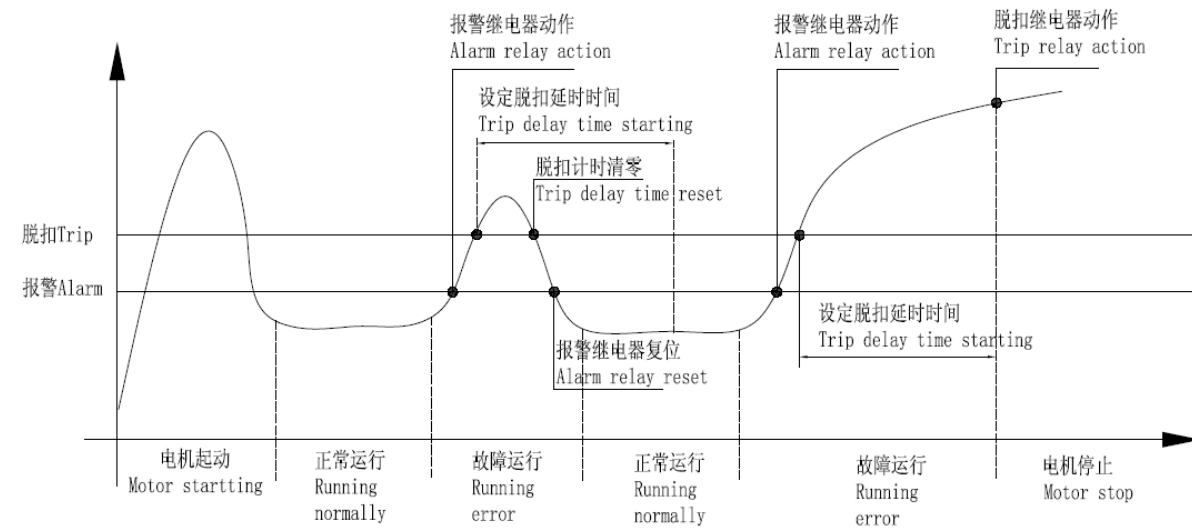 报警继电器动作
Alarm relay action
报警继电器动作
Alarm relay action
脱扣继电器动作
Trip relay action
设定脱扣延时时间
Trip delay time starting
脱扣计时清零
Trip delay time reset
脱扣Trip
报警Alarm
设定脱扣延时时间
Trip delay time starting
报警继电器复位
Alarm relay reset
电机起动
Motor startting
正常运行
Running
normally
故障运行
Running
error
正常运行
Running
normally
故障运行
Running
error
电机停止
Motor stop